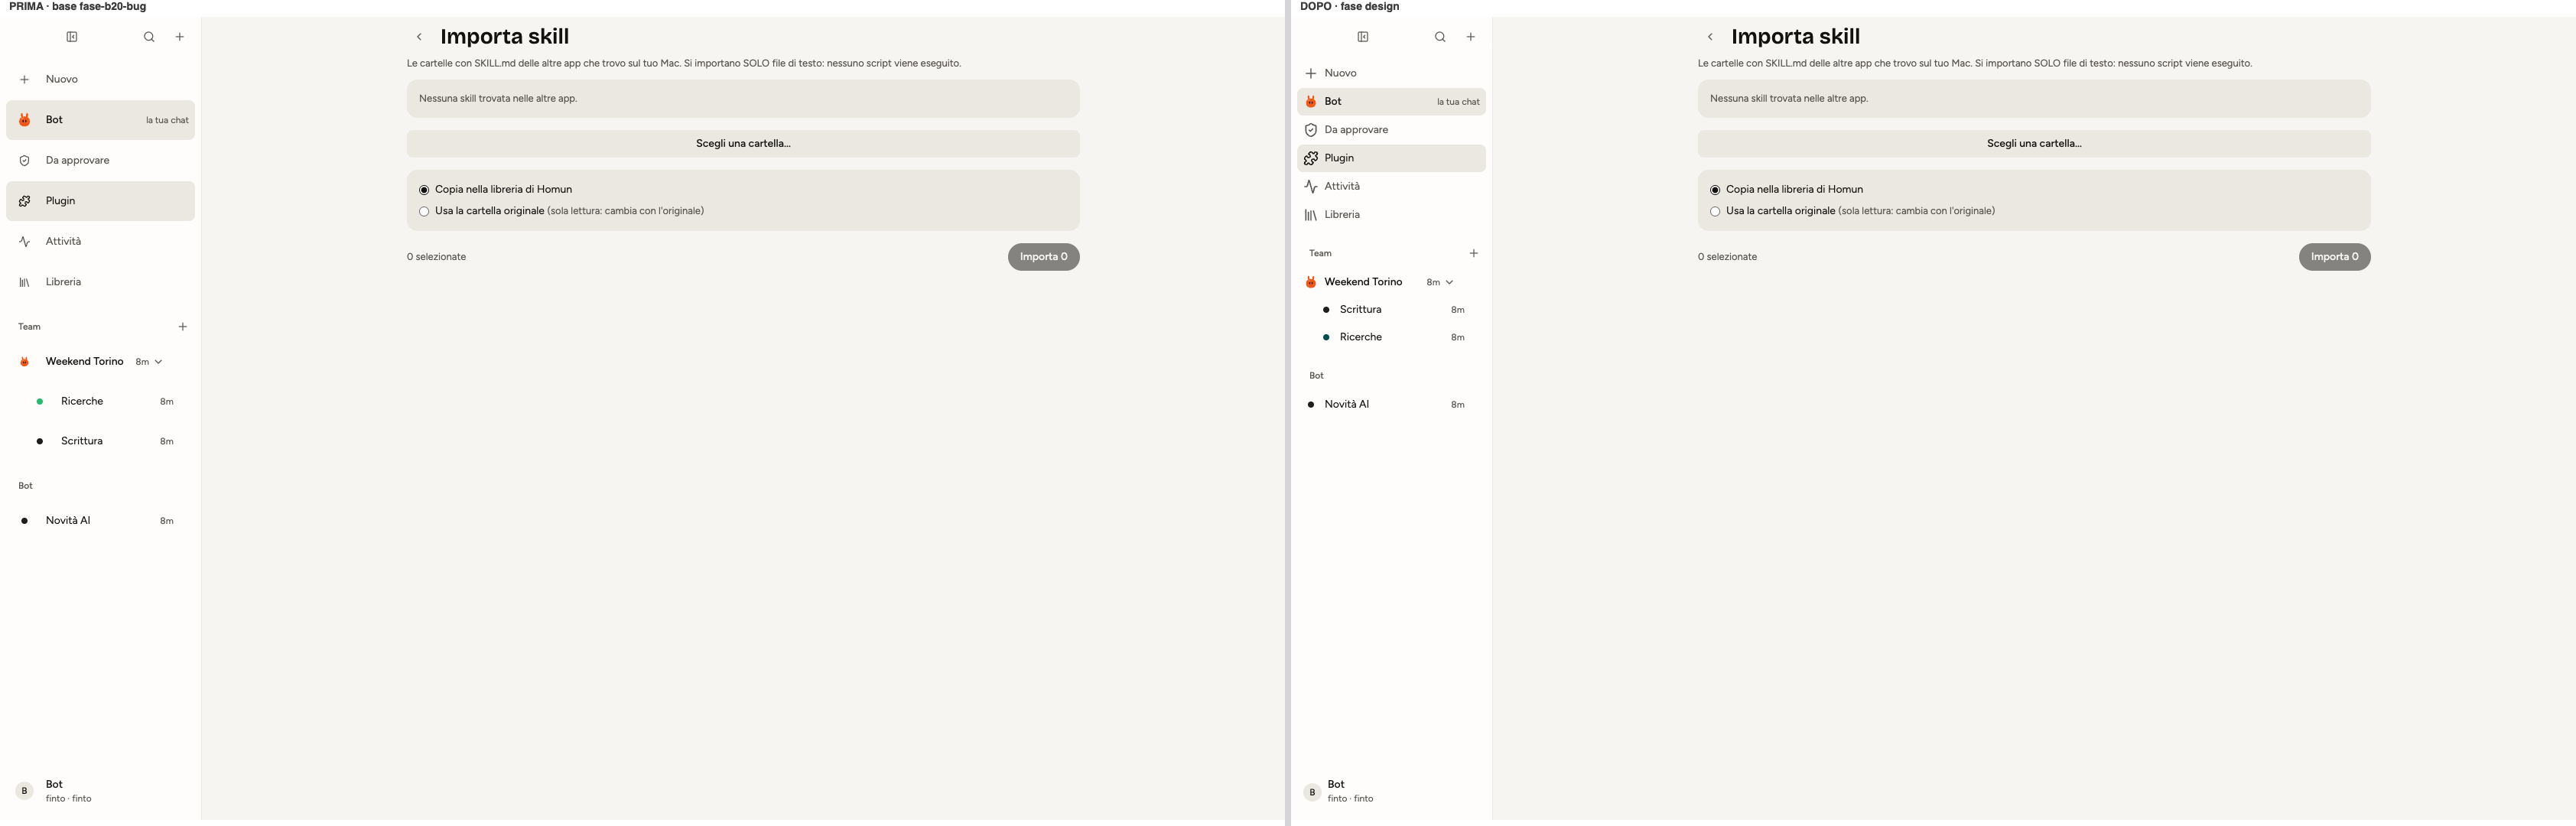 PRIMA · base fase-b20-bug
Nuovo
Bot la tua chat
Da approvare
Plugin
Attività
Libreria
Team
Weekend Torino 8m
Ricerche 8m
Scrittura 8m
Bot
Novità AI 8m
B
Bot
finto · finto
Importa skill
Le cartelle con SKILL.md delle altre app che trovo sul tuo Mac. Si importano SOLO file di testo: nessuno script viene eseguito.
Nessuna skill trovata nelle altre app.
Scegli una cartella...
Copia nella libreria di Homun
Usa la cartella originale (sola lettura: cambia con l'originale)
0 selezionate
Importa 0
DOPO · fase design
Nuovo
Bot la tua chat
Da approvare
Plugin
Attività
Libreria
Team
Weekend Torino 8m
Scrittura 8m
Ricerche 8m
Bot
Novità AI 8m
B
Bot
finto · finto
Importa skill
Le cartelle con SKILL.md delle altre app che trovo sul tuo Mac. Si importano SOLO file di testo: nessuno script viene eseguito.
Nessuna skill trovata nelle altre app.
Scegli una cartella...
Copia nella libreria di Homun
Usa la cartella originale (sola lettura: cambia con l'originale)
0 selezionate
Importa 0